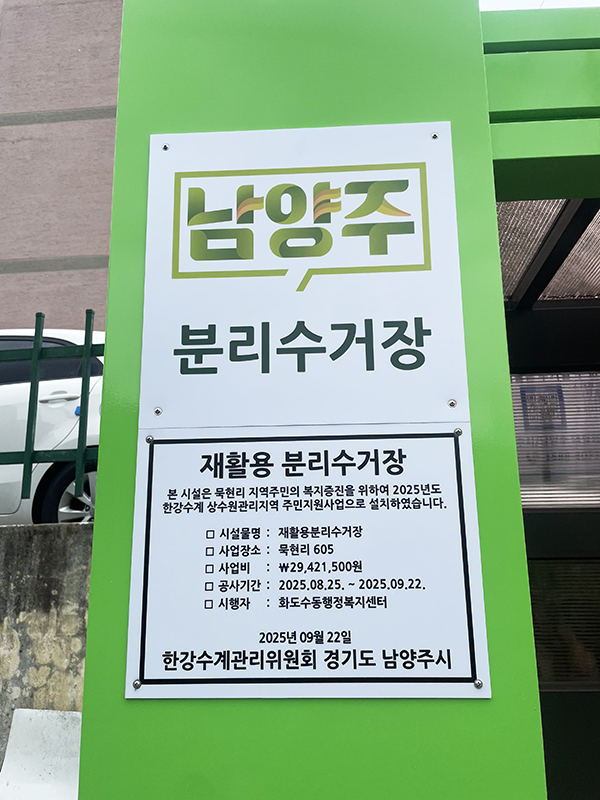 남양주
분리수거장
재활용 분리수거장
본 시설은 묵현리 지역주민의 복지증진을 위하여 2025년도
한강수계 상수원관리지역 주민지원사업으로 설치하였습니다.
□ 시설물명 : 재활용분리수거장
□ 사업장소 : 묵현리 605
□ 사업비 : ₩29,421,500원
□ 공사기간 : 2025.08.25. ~ 2025.09.22.
□ 시행자 : 화도수동행정복지센터
2025년 09월 22일
한강수계관리위원회 경기도 남양주시